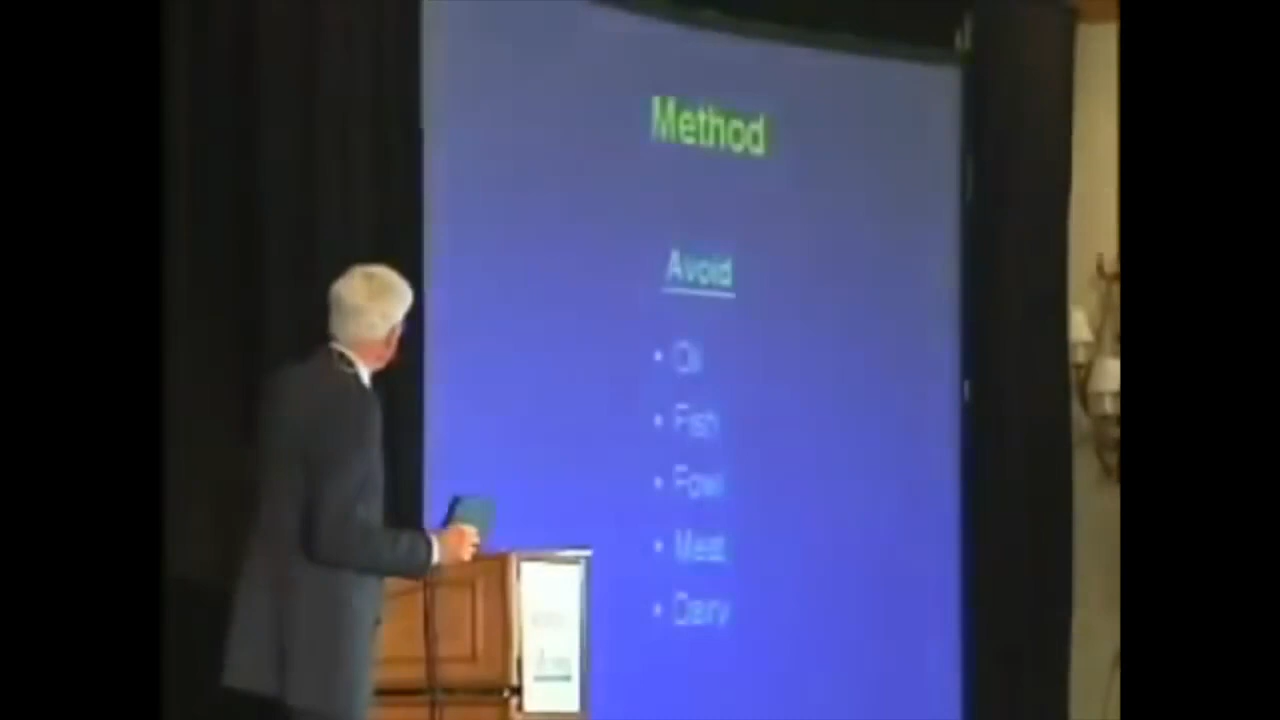 Method
Avoid
• Oil
• Fish
• Fowl
• Meat
• Dairy